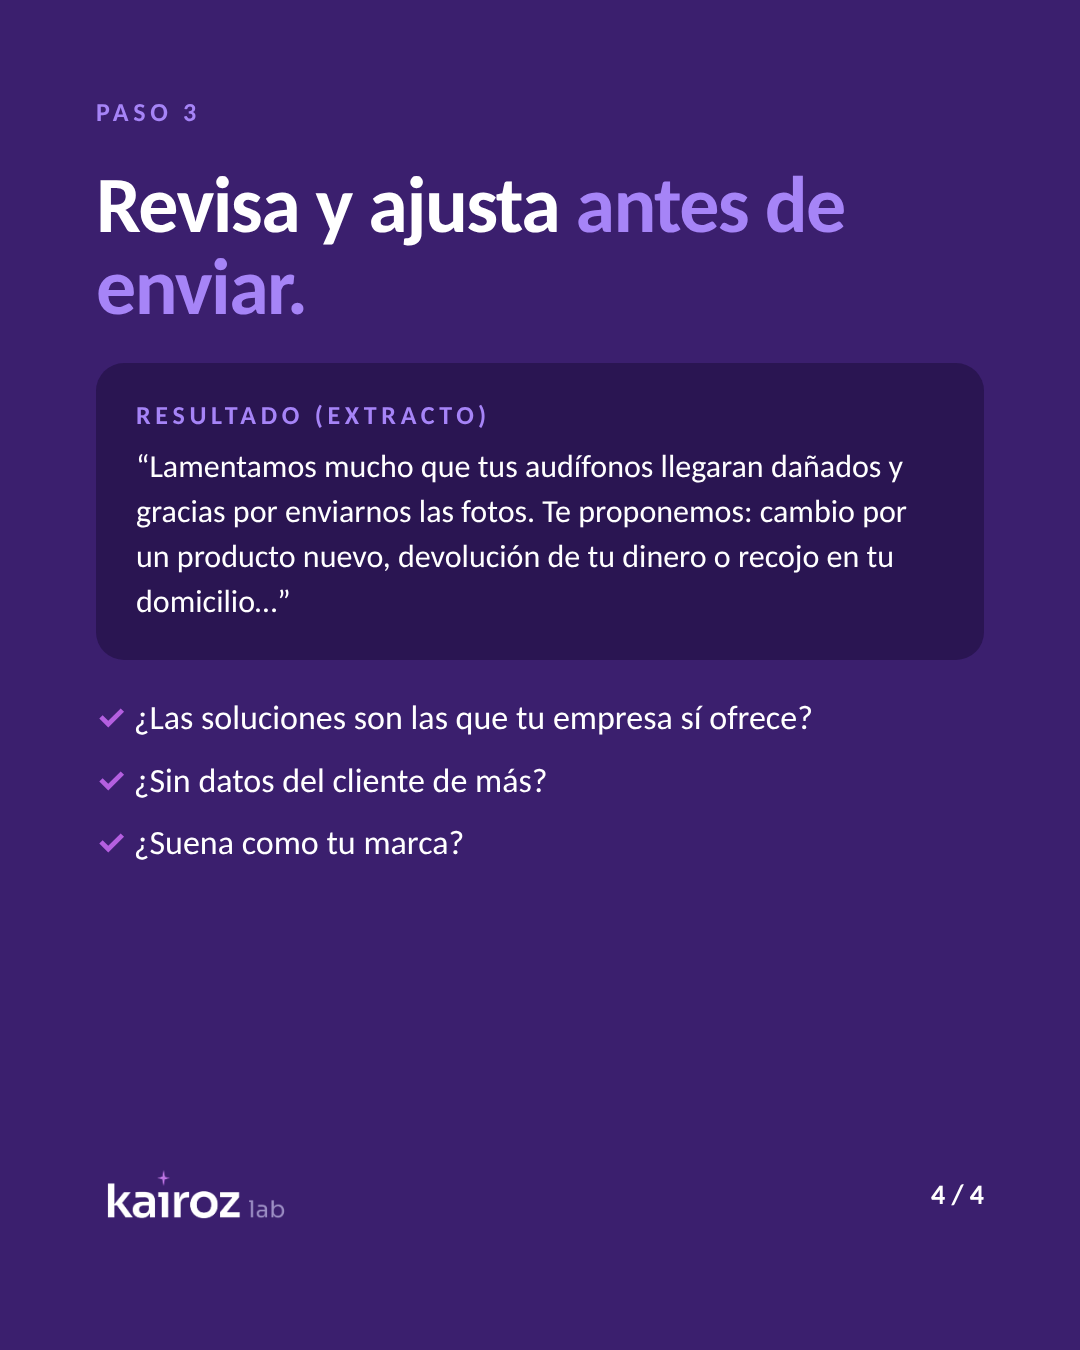 PASO 3
Revisa y ajusta antes de
enviar.
RESULTADO (EXTRACTO)
“Lamentamos mucho que tus audífonos llegaran dañados y
gracias por enviarnos las fotos. Te proponemos: cambio por
un producto nuevo, devolución de tu dinero o recojo en tu
domicilio…”
¿Las soluciones son las que tu empresa sí ofrece?
¿Sin datos del cliente de más?
¿Suena como tu marca?
kairoz lab
4 / 4